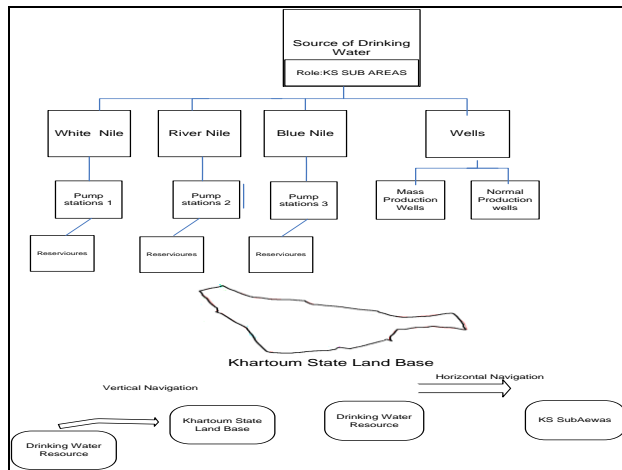 Source of Drinking
Water
Role:KS SUB AREAS
White Nile
River Nile
Blue Nile
Wells
Pump
stations 1
Pump
stations 2
Pump
stations 3
Mass
Production
Wells
Normal
Production
wells
Reservioures
Reservioures
Reservioures
Khartoum State Land Base
Vertical Navigation
Horizontal Navigation
Drinking Water
Resource
Khartoum State
Land Base
Drinking Water
Resource
KS SubAewas